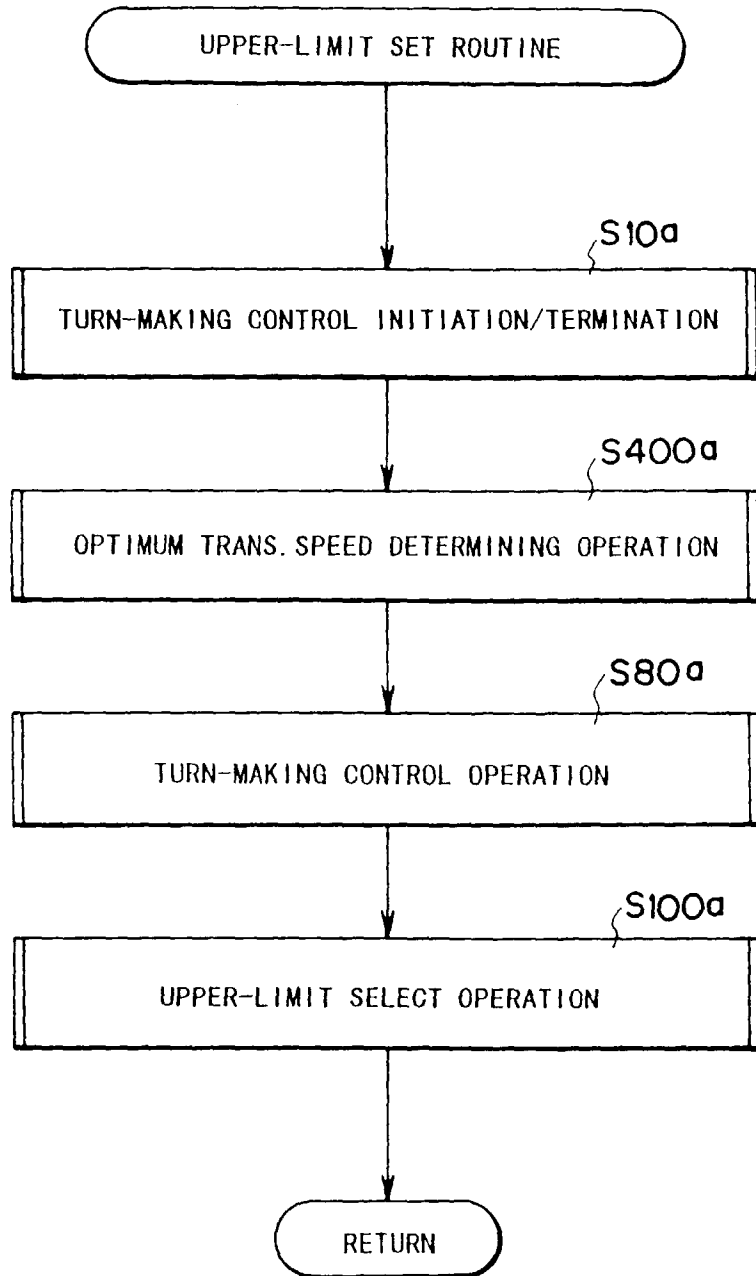 UPPER-LIMIT SET ROUTINE
S10a
TURN-MAKING CONTROL INITIATION/TERMINATION
S400a
OPTIMUM TRANS. SPEED DETERMINING OPERATION
S80a
TURN-MAKING CONTROL OPERATION
S100a
UPPER-LIMIT SELECT OPERATION
RETURN